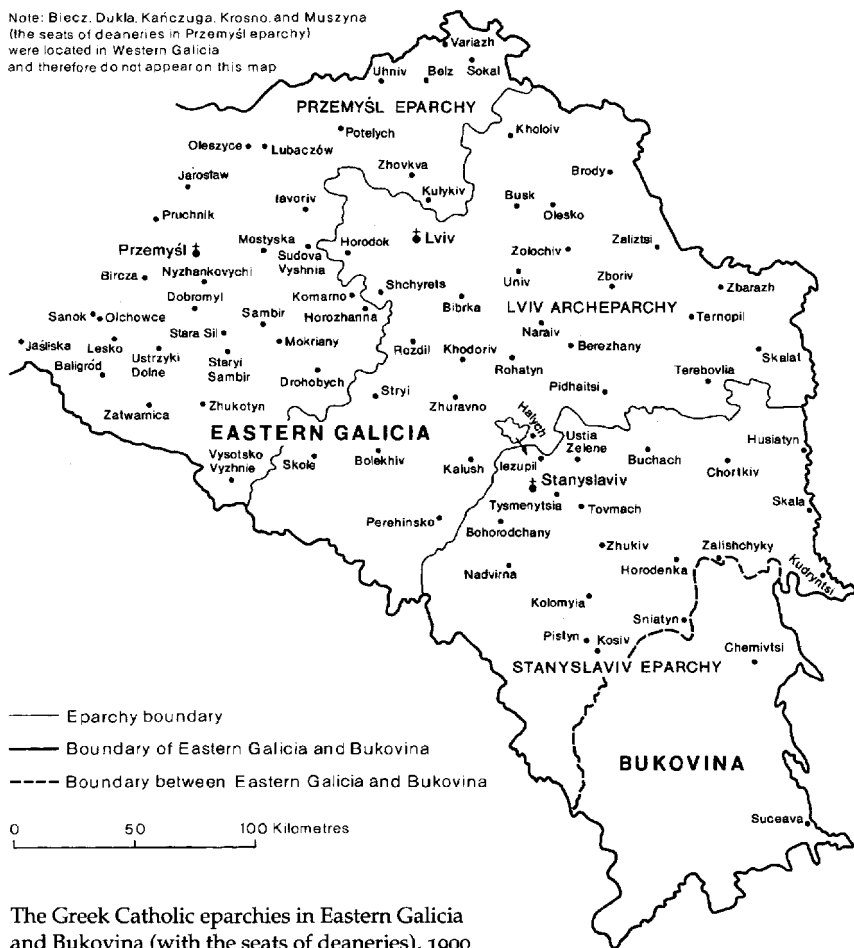 Note: Biecz, Dukla, Kańczuga, Krosno, and Muszyna
(the seats of deaneries in Przemyśl eparchy)
were located in Western Galicia
and therefore do not appear on this map
Variazh
Uhniv
Belz
Sokal
PRZEMYŚL EPARCHY
Potelych
Kholoiv
Oleszyce
Lubaczów
Zhovkva
Brody
Jarosław
Kulykiv
Iavoriv
Busk
Olesko
Pruchnik
Lviv
Przemyśl
Mostyska
Sudova
Vyshnia
Horodok
Zolochiv
Zaliztsi
Bircza
Nyzhankovychi
Shchyrets
Univ
Zboriv
Zbarazh
Dobromyl
Komarno
Bibrka
LVIV ARCHEPARCHY
Sanok
Olchowce
Sambir
Horozhanna
Naraiv
Ternopil
Stara Sil
Jaśliska
Lesko
Ustrzyki
Dolne
Staryi
Sambir
Mokriany
Rozdil
Khodoriv
Rohatyn
Berezhany
Skalat
Baligród
Drohobych
Stryi
Pidhaitsi
Terebovlia
Zatwarnica
Zhukotyn
Zhuravno
Halych
EASTERN GALICIA
Ustia
Zelene
Husiatyn
Vysotsko
Vyzhnie
Skole
Bolekhiv
Kalush
Iezupil
Buchach
Chortkiv
Stanyslaviv
Tysmenytsia
Tovmach
Skala
Perehinsko
Bohorodchany
Zhukiv
Zalishchyky
Nadvirna
Horodenka
Kudryntsi
Kolomyia
Sniatyn
Pistyn
Kosiv
Chernivtsi
STANYSLAVIV EPARCHY
Eparchy boundary
Boundary of Eastern Galicia and Bukovina
BUKOVINA
Boundary between Eastern Galicia and Bukovina
0 50 100 Kilometres
Suceava
The Greek Catholic eparchies in Eastern Galicia
and Bukovina (with the seats of deaneries), 1900